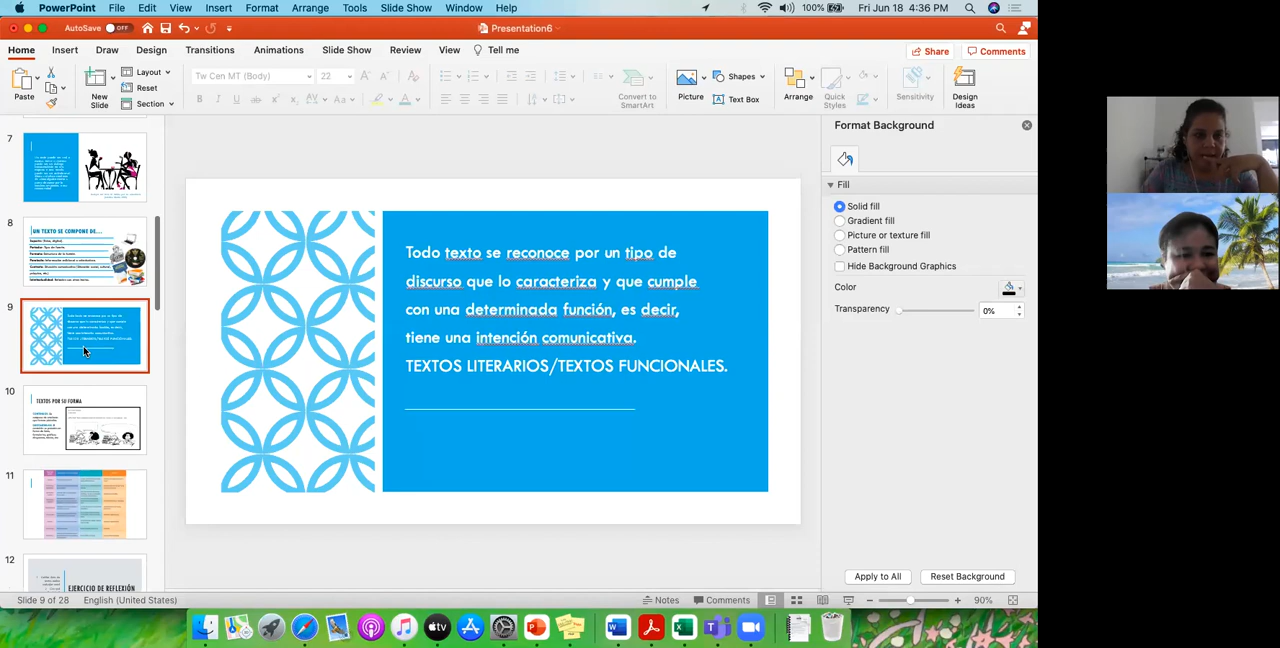 PowerPoint File Edit View Insert Format Arrange Tools Slide Show Window Help 100% Fri Jun 18 4:36 PM
AutoSave OFF Presentation6
Home Insert Draw Design Transitions Animations Slide Show Review View Tell me Share Comments
Paste
New Slide
Layout
Reset
Section
Tw Cen MT (Body) 22
Convert to SmartArt
Picture
Shapes
Text Box
Arrange
Quick Styles
Sensitivity
Design Ideas
7
8
UN TEXTO SE COMPONE DE...
9
10
TEXTOS POR SU FORMA
11
12
EJERCICIO DE REFLEXIÓN
Todo texto se reconoce por un tipo de
discurso que lo caracteriza y que cumple
con una determinada función, es decir,
tiene una intención comunicativa.
TEXTOS LITERARIOS/TEXTOS FUNCIONALES.
Format Background
Fill
Solid fill
Gradient fill
Picture or texture fill
Pattern fill
Hide Background Graphics
Color
Transparency 0%
Apply to All Reset Background
Slide 9 of 28 English (United States) Notes Comments 90%
tv